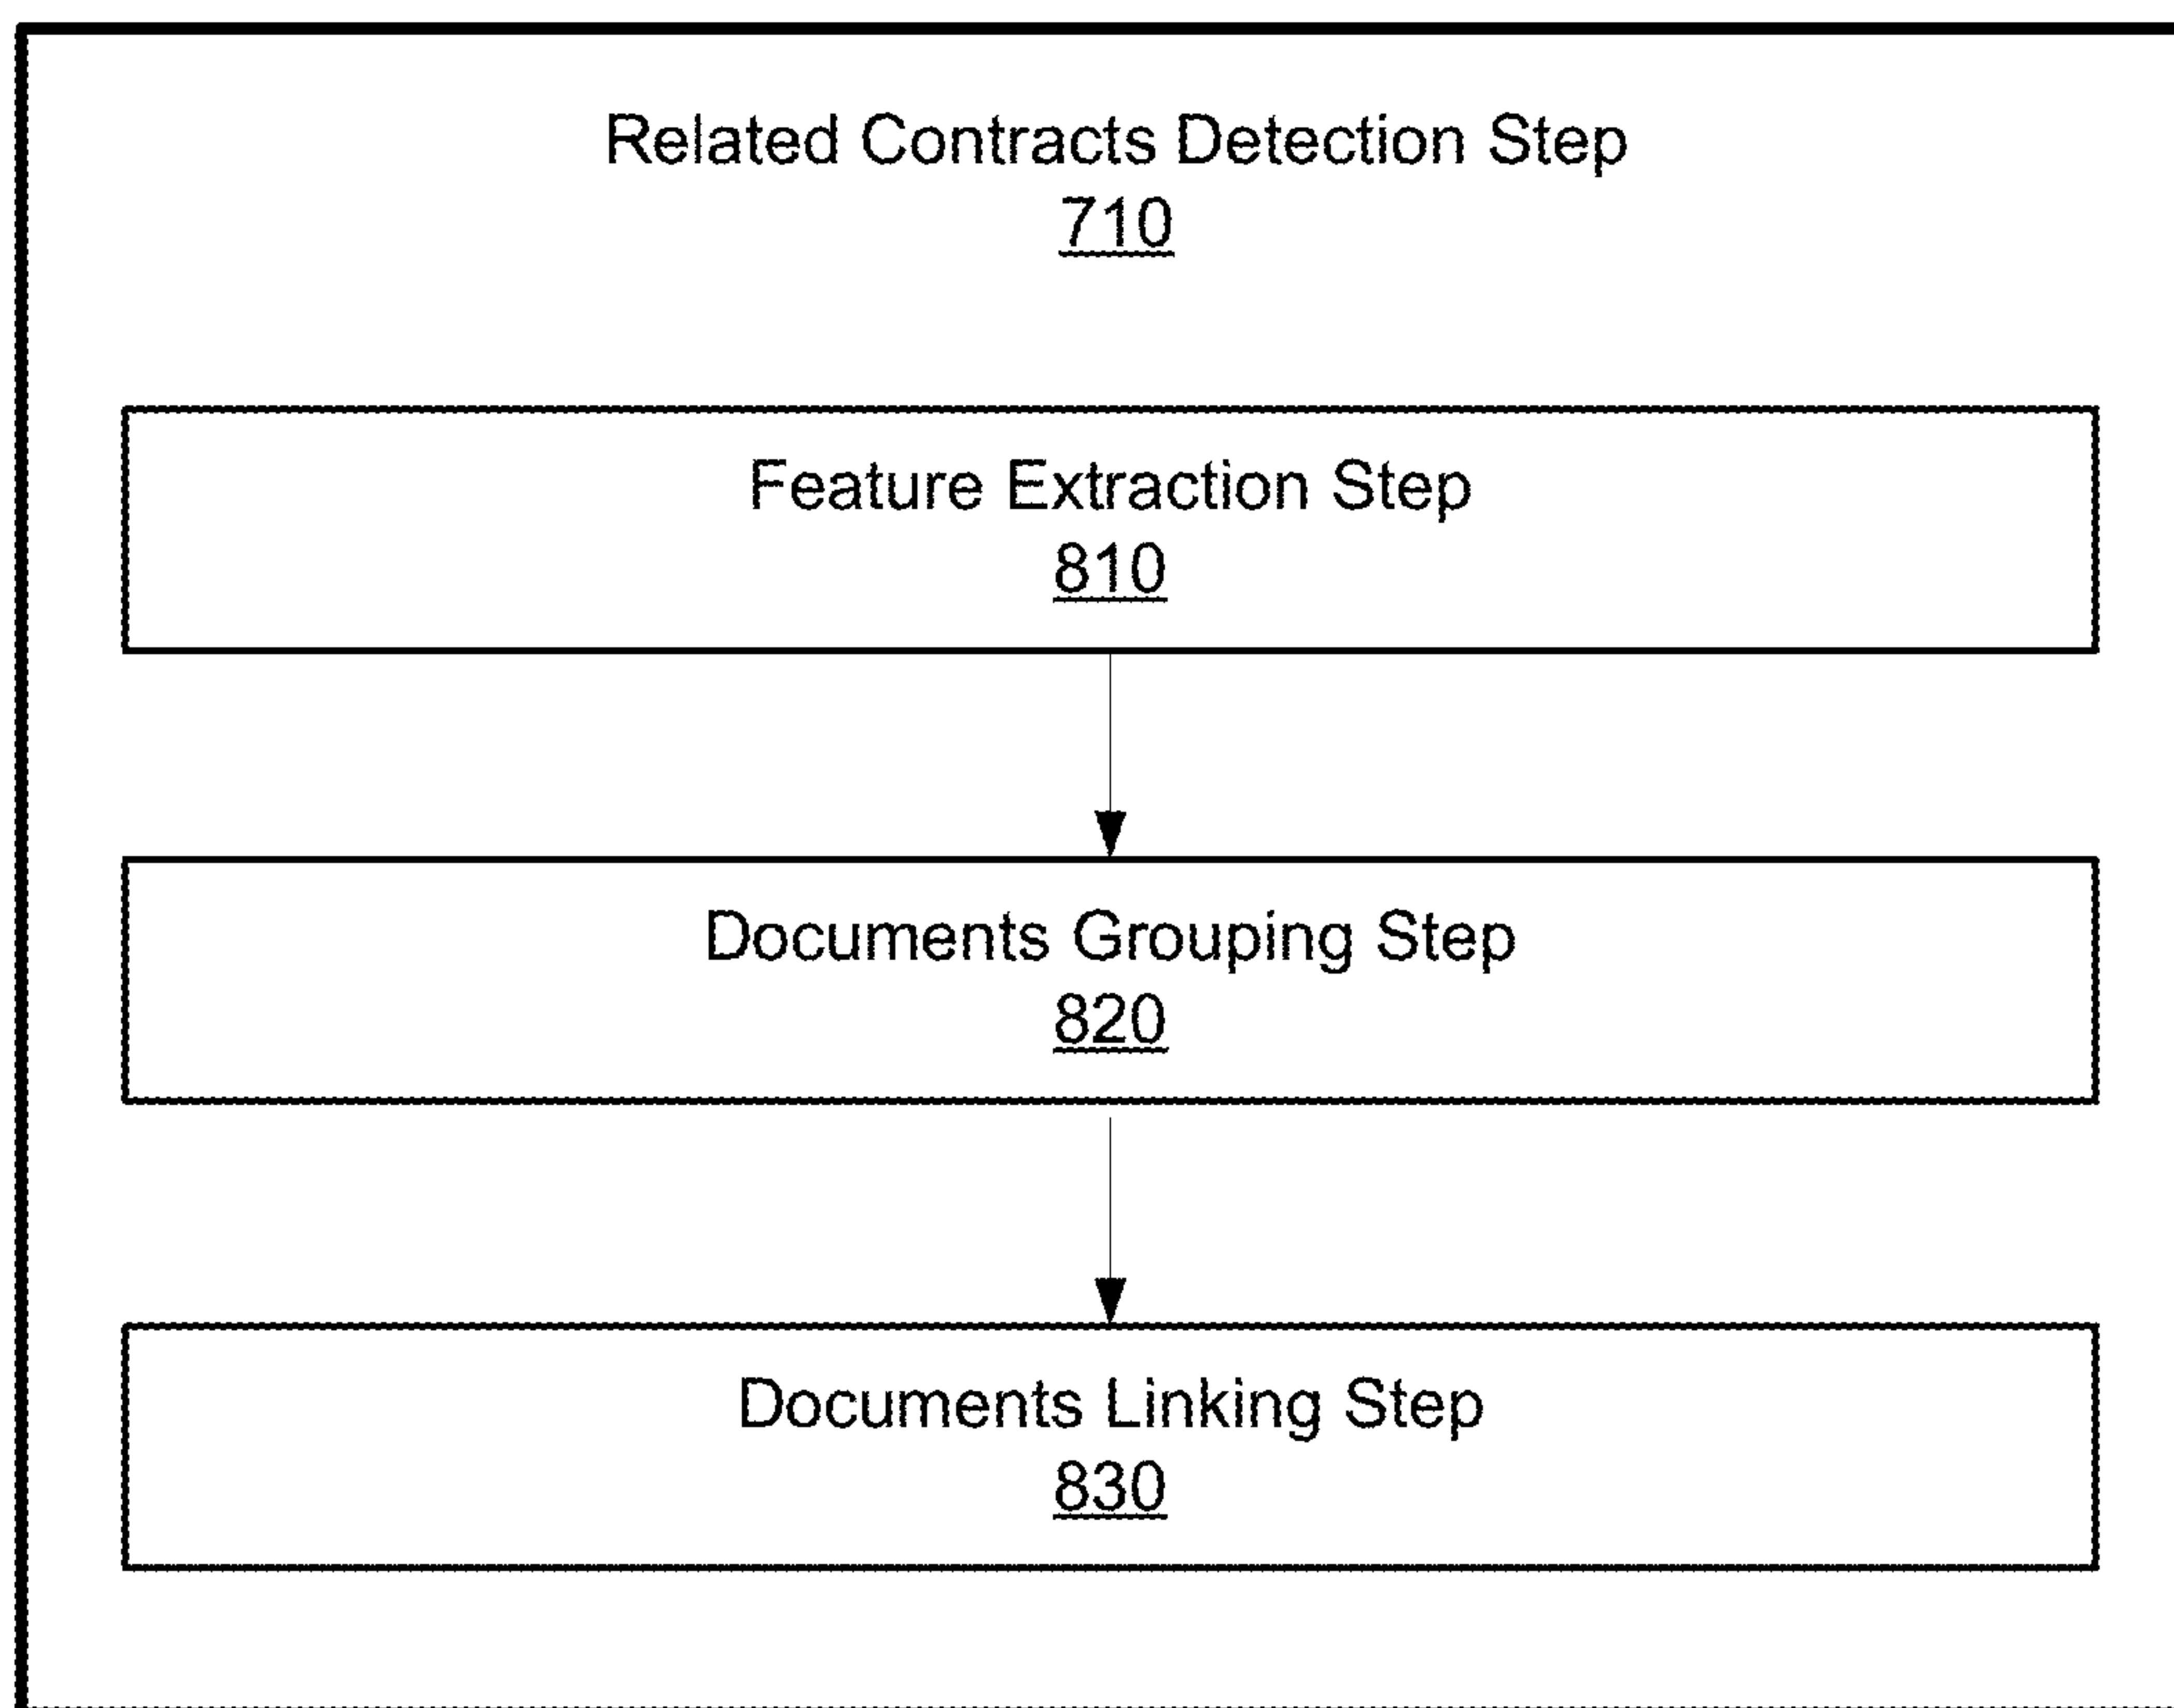 Related Contracts Detection Step
710
Feature Extraction Step
810
Documents Grouping Step
820
Documents Linking Step
830